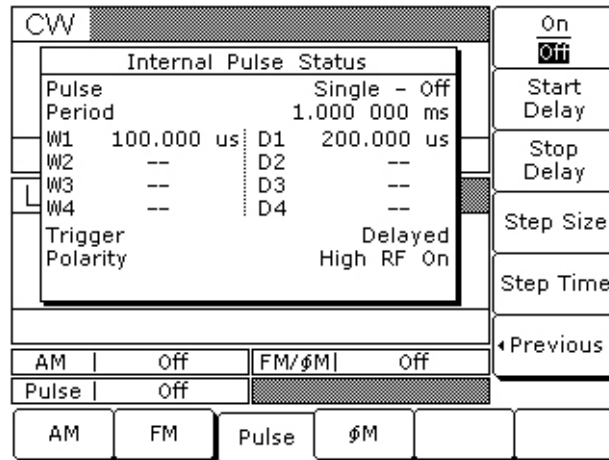 CW
Internal Pulse Status
Pulse Single - Off
Period 1.000 000 ms
W1 100.000 us D1 200.000 us
W2 -- D2 --
W3 -- D3 --
W4 -- D4 --
Trigger Delayed
Polarity High RF On
L
AM | Off FM/ϕM| Off
Pulse | Off
On
Off
Start
Delay
Stop
Delay
Step Size
Step Time
◂Previous
AM FM Pulse ϕM